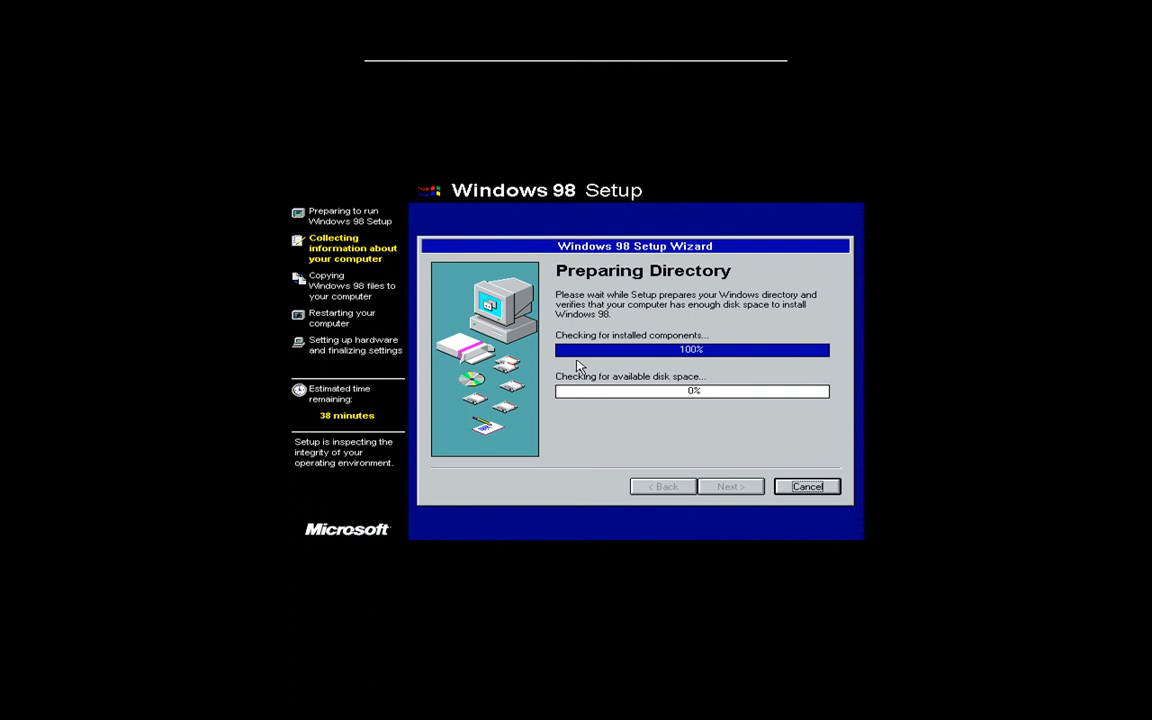 Windows 98 Setup
Preparing to run
Windows 98 Setup
Collecting
information about
your computer
Copying
Windows 98 files to
your computer
Restarting your
computer
Setting up hardware
and finalizing settings
Estimated time
remaining:
38 minutes
Setup is inspecting the
integrity of your
operating environment.
Microsoft
Windows 98 Setup Wizard
Preparing Directory
Please wait while Setup prepares your Windows directory and
verifies that your computer has enough disk space to install
Windows 98.
Checking for installed components...
100%
Checking for available disk space...
0%
< Back
Next >
Cancel